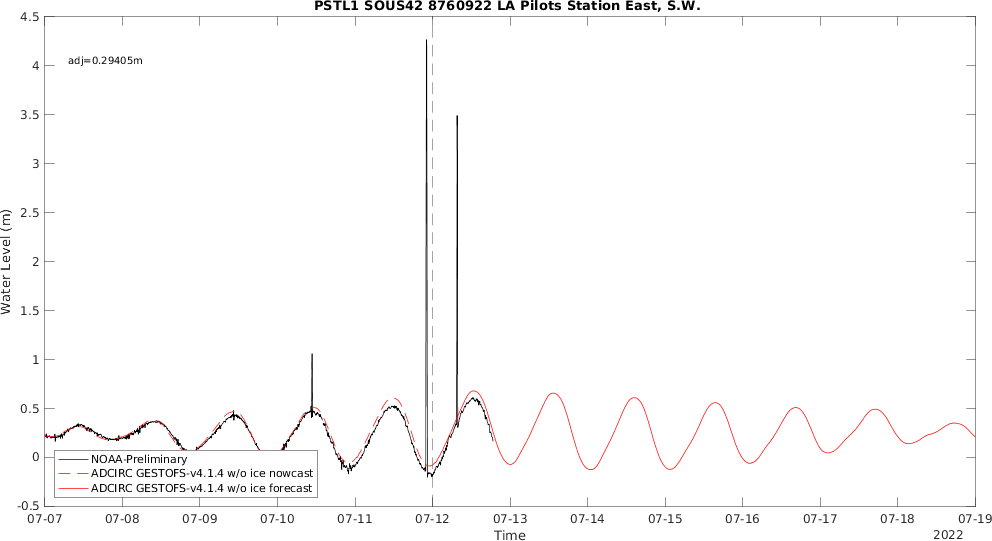 PSTL1 SOUS42 8760922 LA Pilots Station East, S.W.
adj=0.29405m
Water Level (m)
4.5
4
3.5
3
2.5
2
1.5
1
0.5
0
-0.5
NOAA-Preliminary
ADCIRC GESTOFS-v4.1.4 w/o ice nowcast
ADCIRC GESTOFS-v4.1.4 w/o ice forecast
07-07 07-08 07-09 07-10 07-11 07-12 07-13 07-14 07-15 07-16 07-17 07-18 07-19
Time
2022